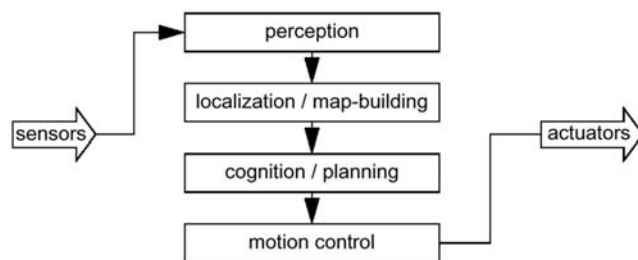 perception
localization / map-building
sensors
actuators
cognition / planning
motion control